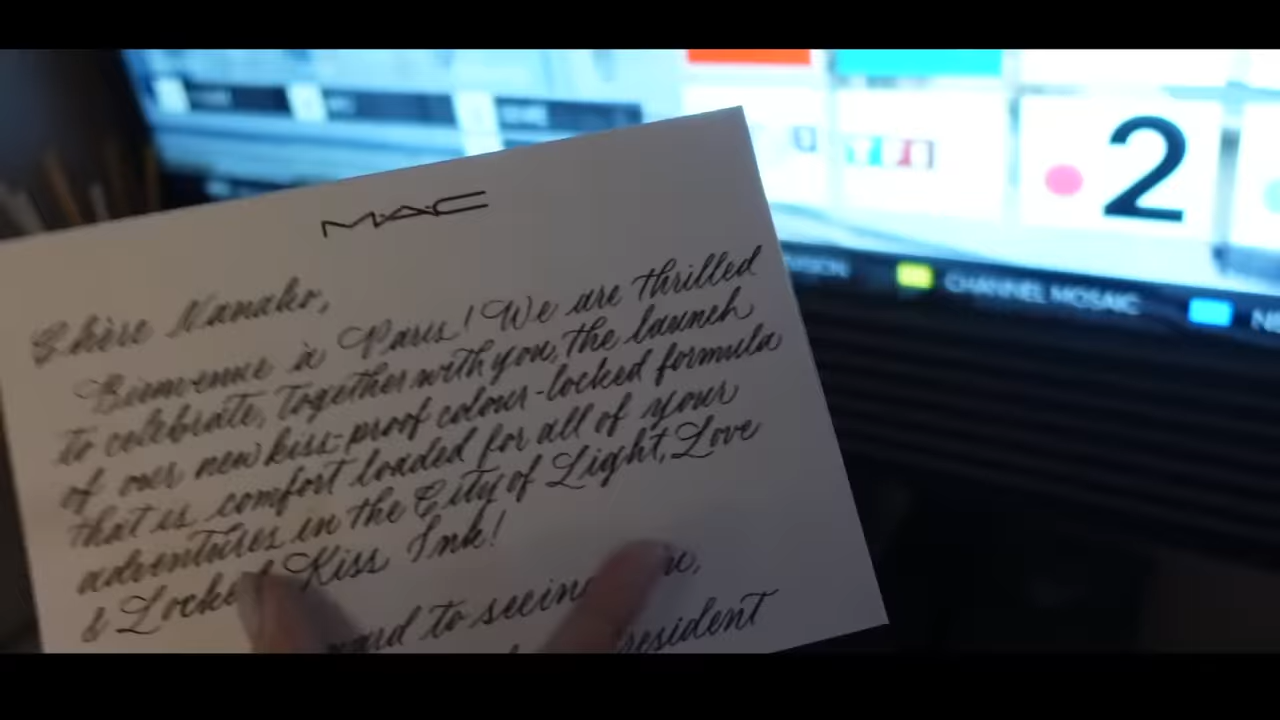 MAC
Chère Nanako,
Bienvenue à Paris! We are thrilled
to celebrate, together with you, the launch
of our new kiss-proof colour-locked formula
that is comfort loaded for all of your
adventures in the City of Light, Love
& Locked Kiss Ink!
to seeing
2
CHANNEL MOSAIC